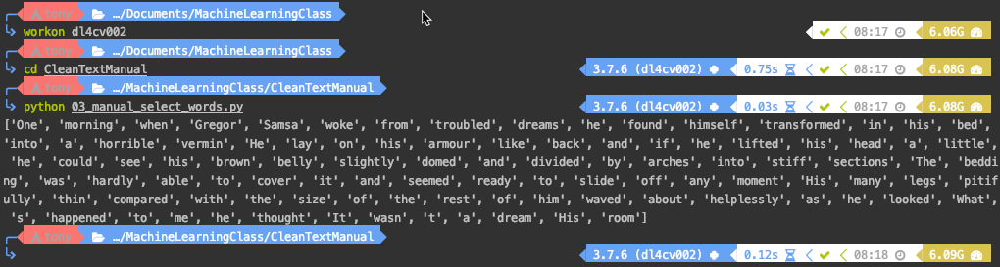 tony …/Documents/MachineLearningClass
workon dl4cv002 08:17 6.06G
tony …/Documents/MachineLearningClass
cd CleanTextManual 3.7.6 (dl4cv002) 0.75s 08:17 6.08G
tony …/MachineLearningClass/CleanTextManual
python 03_manual_select_words.py 3.7.6 (dl4cv002) 0.03s 08:17 6.08G
['One', 'morning', 'when', 'Gregor', 'Samsa', 'woke', 'from', 'troubled', 'dreams', 'he', 'found', 'himself', 'transformed', 'in', 'his', 'bed',
'into', 'a', 'horrible', 'vermin', 'He', 'lay', 'on', 'his', 'armour', 'like', 'back', 'and', 'if', 'he', 'lifted', 'his', 'head', 'a', 'little',
'he', 'could', 'see', 'his', 'brown', 'belly', 'slightly', 'domed', 'and', 'divided', 'by', 'arches', 'into', 'stiff', 'sections', 'The', 'beddi
ng', 'was', 'hardly', 'able', 'to', 'cover', 'it', 'and', 'seemed', 'ready', 'to', 'slide', 'off', 'any', 'moment', 'His', 'many', 'legs', 'pitif
ully', 'thin', 'compared', 'with', 'the', 'size', 'of', 'the', 'rest', 'of', 'him', 'waved', 'about', 'helplessly', 'as', 'he', 'looked', 'What',
's', 'happened', 'to', 'me', 'he', 'thought', 'It', 'wasn', 't', 'a', 'dream', 'His', 'room']
tony …/MachineLearningClass/CleanTextManual
3.7.6 (dl4cv002) 0.12s 08:18 6.09G